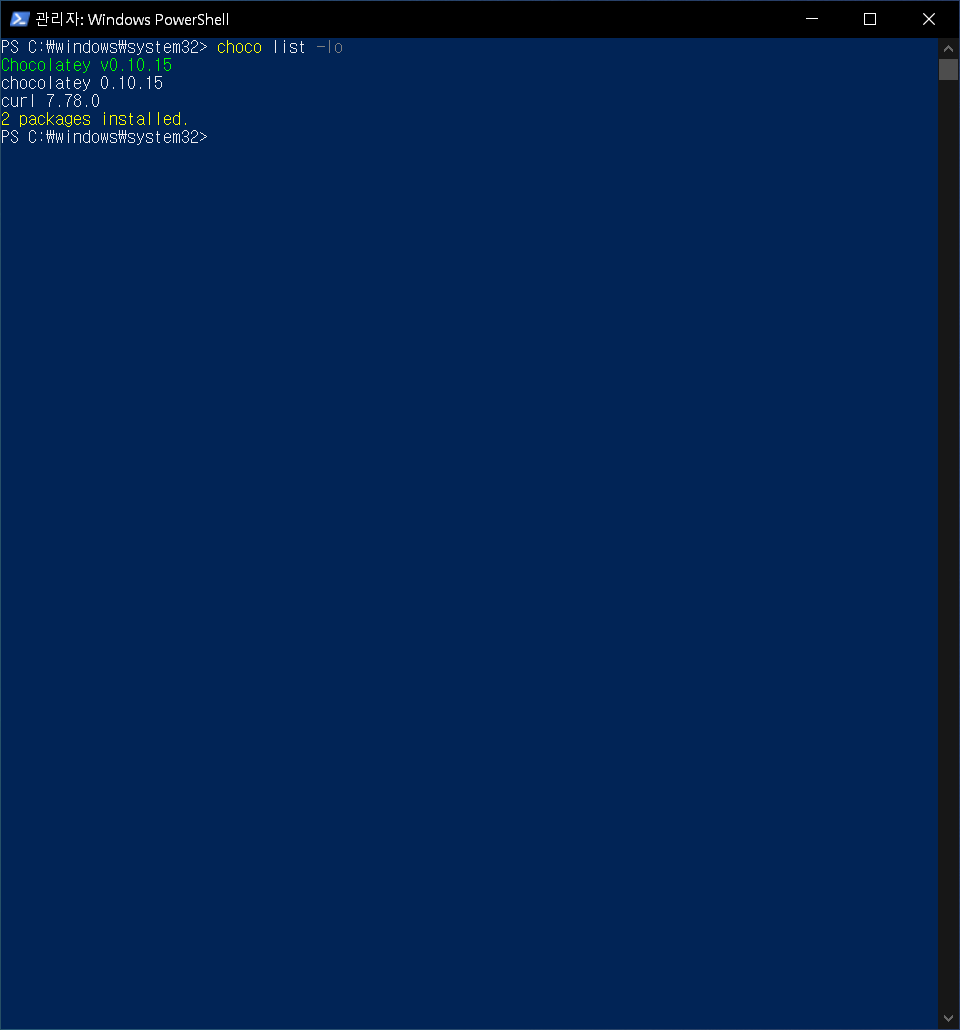 관리자: Windows PowerShell
PS C:₩windows₩system32> choco list -lo
Chocolatey v0.10.15
chocolatey 0.10.15
curl 7.78.0
2 packages installed.
PS C:₩windows₩system32>